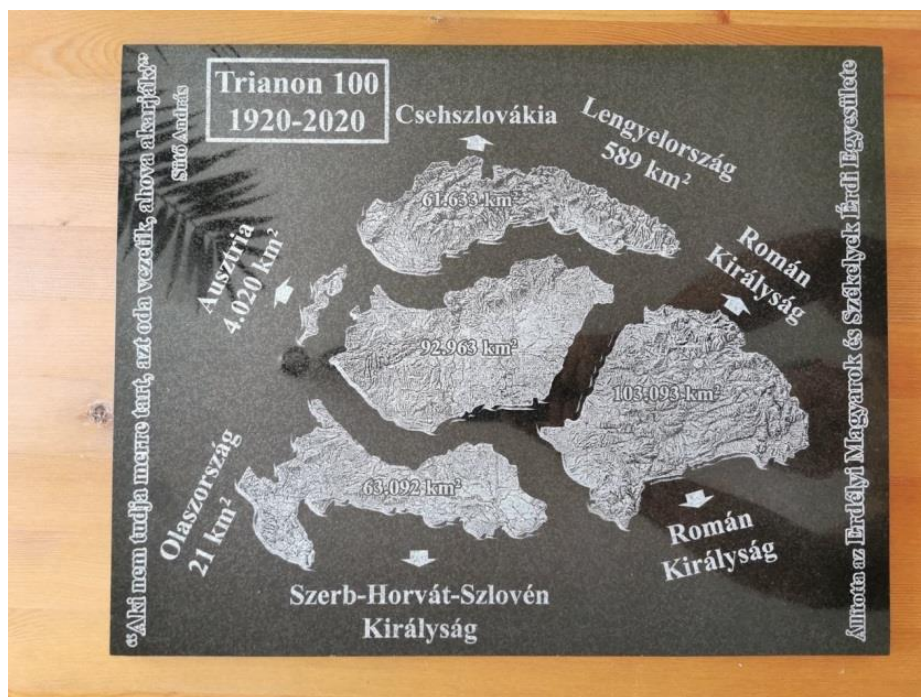 Trianon 100
1920-2020
"Aki nem tudja merre tart, azt oda vezetik, ahova akarják!"
Sütő András
Csehszlovákia
Lengyelország
589 km²
61.633 km²
Ausztria
4.020 km²
Román
Királyság
92.963 km²
103.093 km²
Olaszország
21 km²
63.092 km²
Román
Királyság
Szerb-Horvát-Szlovén
Királyság
Állította az Erdélyi Magyarok és Székelyek Érdi Egyesülete